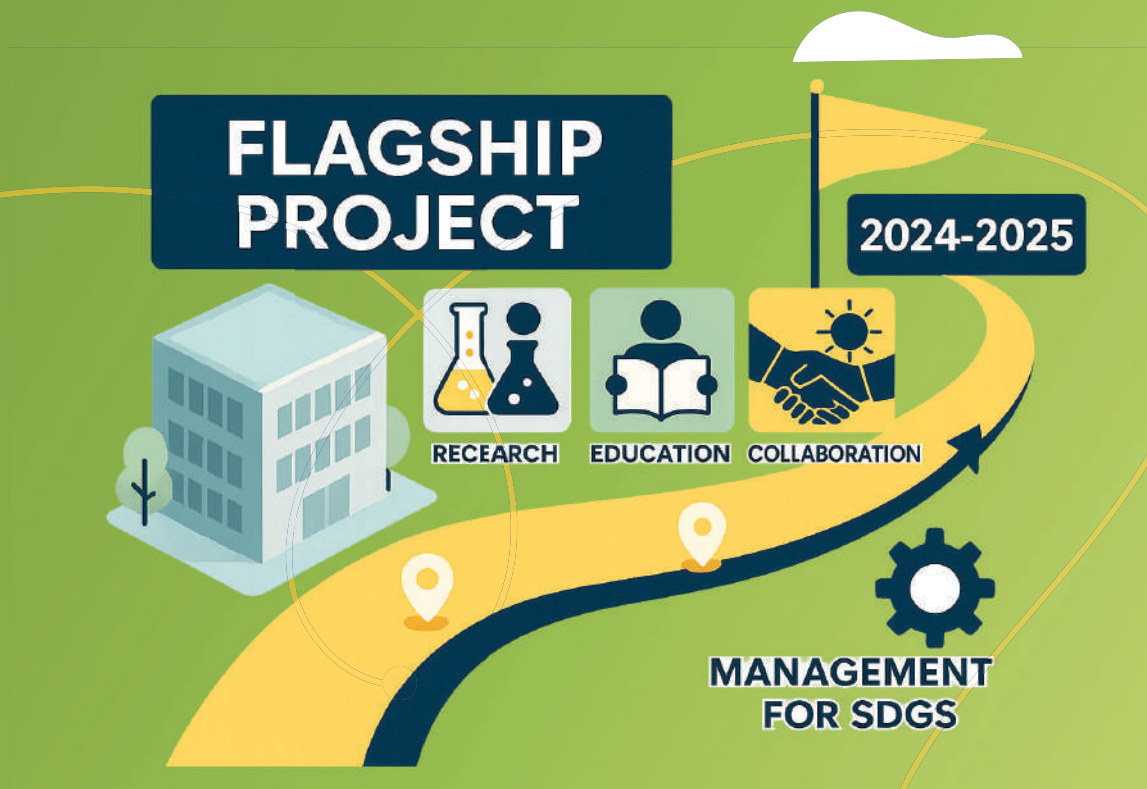 FLAGSHIP
PROJECT
2024-2025
RECEARCH
EDUCATION
COLLABORATION
MANAGEMENT
FOR SDGS